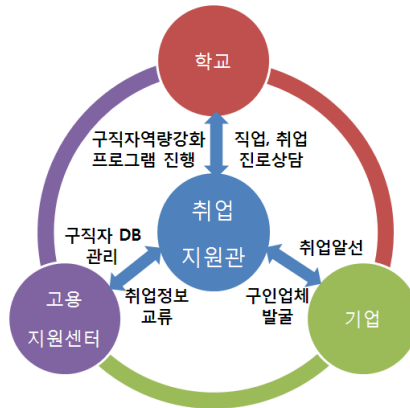 학교
구직자역량강화
프로그램 진행
직업, 취업
진로상담
취업
지원관
구직자 DB
관리
취업알선
고용
지원센터
취업정보
교류
구인업체
발굴
기업